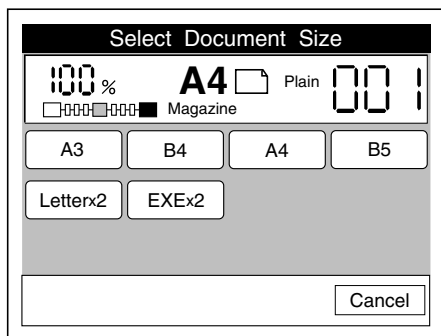 Select Document Size
100 % A4 Plain 001
Magazine
A3 B4 A4 B5
Letterx2 EXEx2
Cancel